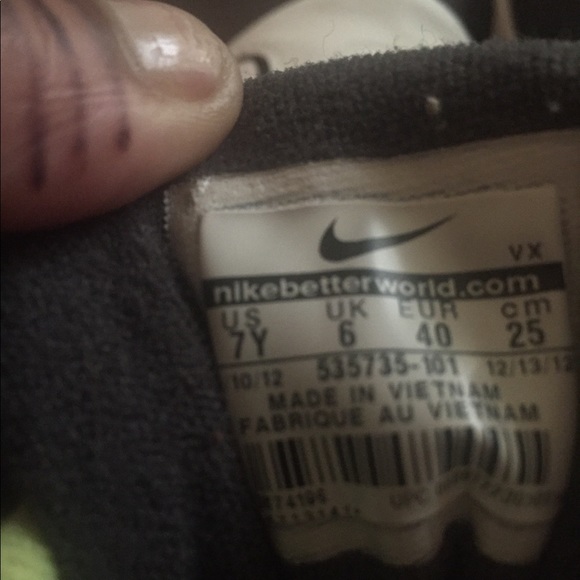 VX
nikebetterworld.com
US UK EUR cm
7Y 6 40 25
10/12 535735-101 12/13/12
MADE IN VIETNAM
FABRIQUE AU VIETNAM
UPC